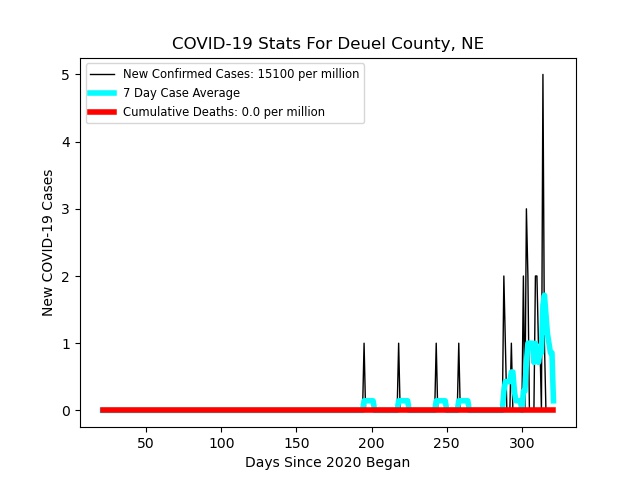 COVID-19 Stats For Deuel County, NE
New Confirmed Cases: 15100 per million
7 Day Case Average
Cumulative Deaths: 0.0 per million
New COVID-19 Cases
5
4
3
2
1
0
50 100 150 200 250 300
Days Since 2020 Began